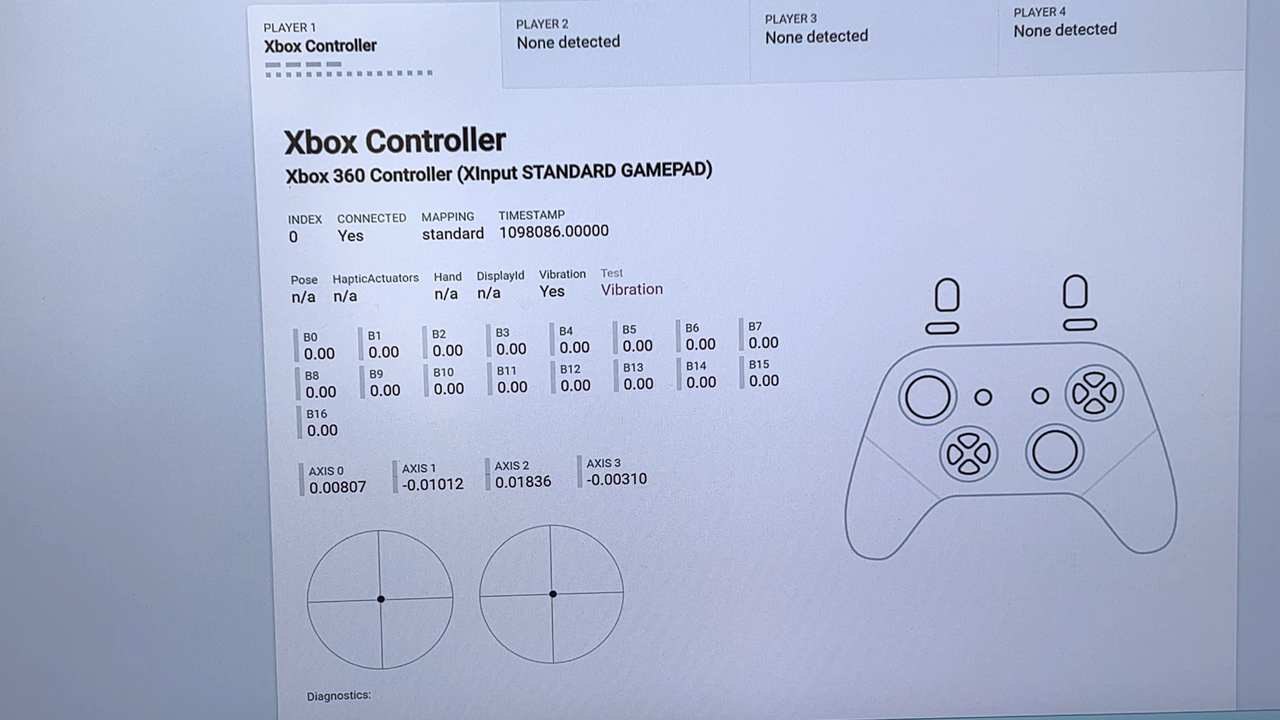 PLAYER 1
Xbox Controller
PLAYER 2
None detected
PLAYER 3
None detected
PLAYER 4
None detected
Xbox Controller
Xbox 360 Controller (XInput STANDARD GAMEPAD)
INDEX CONNECTED MAPPING TIMESTAMP
0 Yes standard 1098086.00000
Pose HapticActuators Hand DisplayId Vibration Test
n/a n/a n/a n/a Yes Vibration
B0 B1 B2 B3 B4 B5 B6 B7
0.00 0.00 0.00 0.00 0.00 0.00 0.00 0.00
B8 B9 B10 B11 B12 B13 B14 B15
0.00 0.00 0.00 0.00 0.00 0.00 0.00 0.00
B16
0.00
AXIS 0 AXIS 1 AXIS 2 AXIS 3
0.00807 -0.01012 0.01836 -0.00310
Diagnostics: